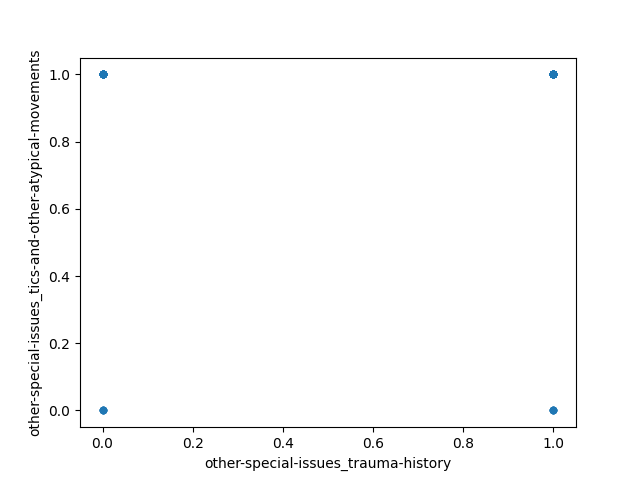 other-special-issues_tics-and-other-atypical-movements
1.0
0.8
0.6
0.4
0.2
0.0
0.0 0.2 0.4 0.6 0.8 1.0
other-special-issues_trauma-history